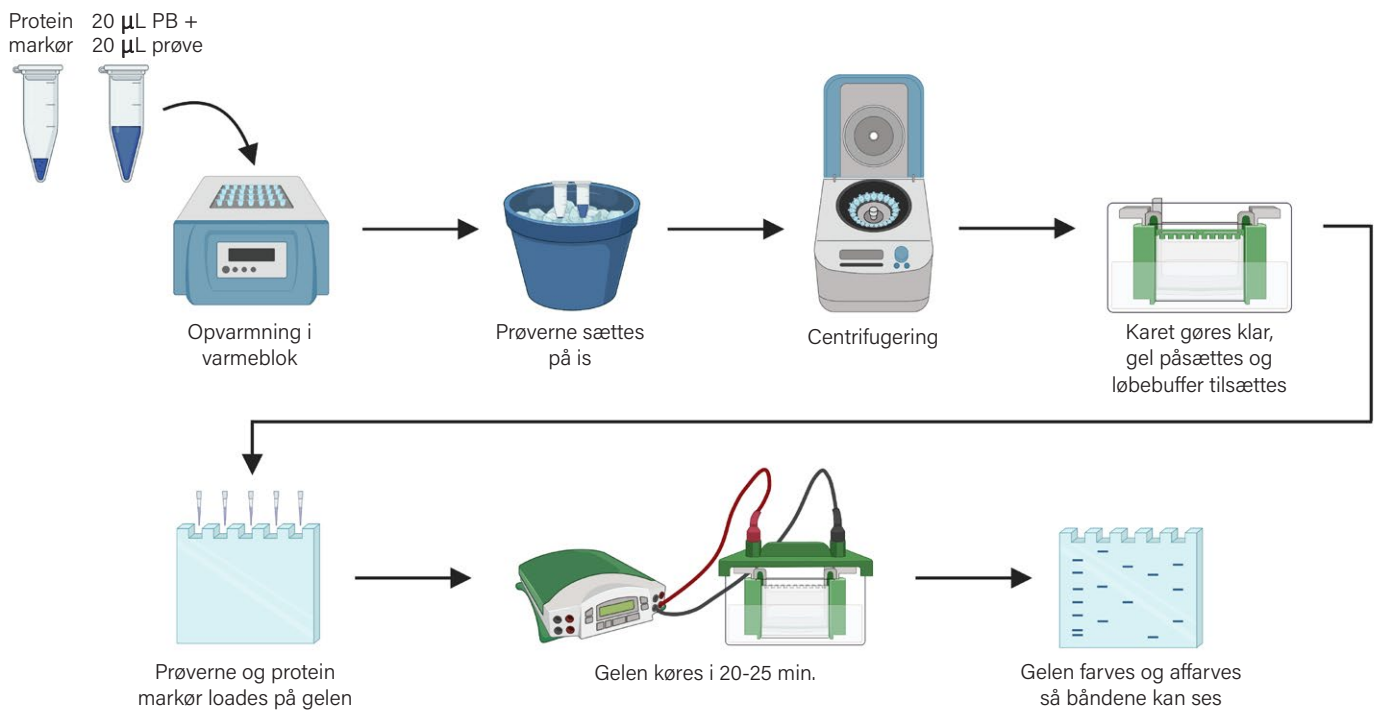 Protein
markør
20 µL PB +
20 µL prøve
Opvarmning i
varmeblok
Prøverne sættes
på is
Centrifugering
Karet gøres klar,
gel påsættes og
løbebuffer tilsættes
Prøverne og protein
markør loades på gelen
Gelen køres i 20-25 min.
Gelen farves og affarves
så båndene kan ses